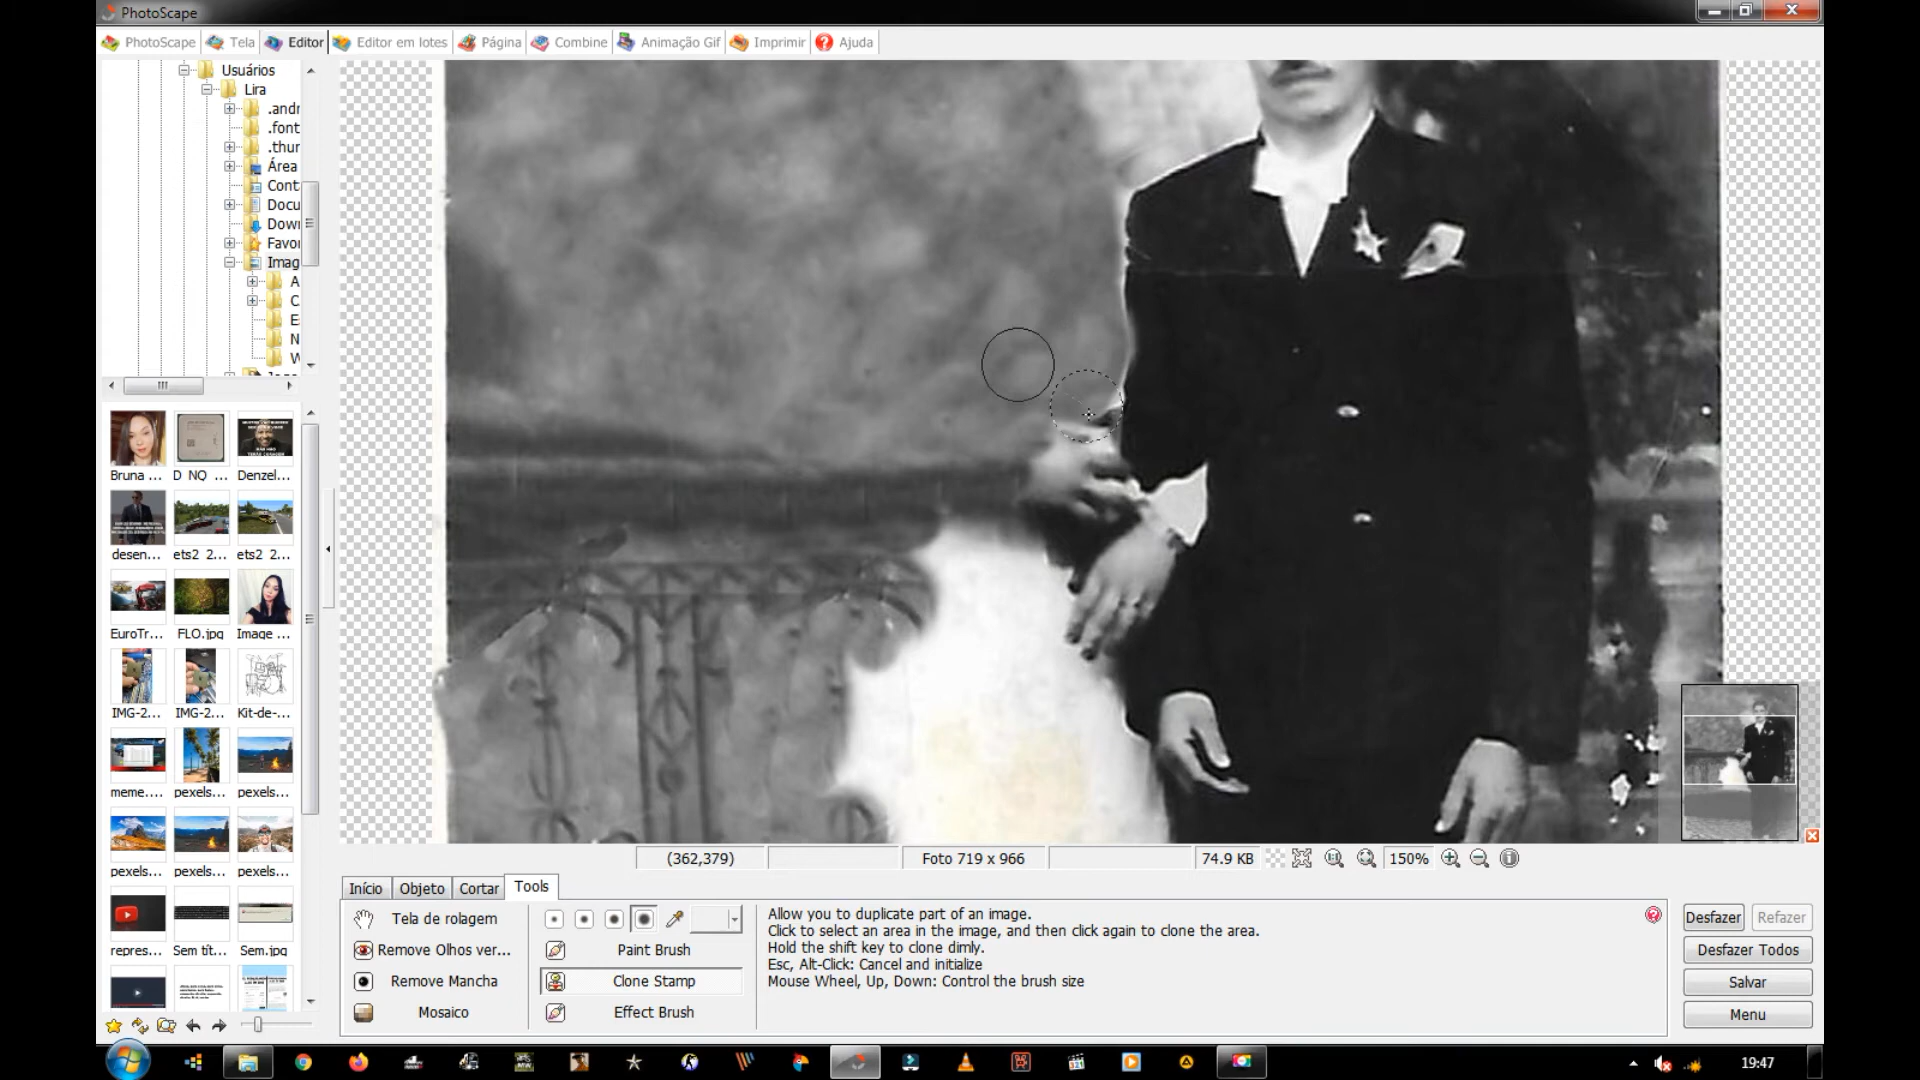 PhotoScape
PhotoScape
Tela
Editor
Editor em lotes
Página
Combine
Animação Gif
Imprimir
Ajuda
Usuários
Lira
.andr
.font
.thur
Área
Cont
Docu
Down
Favor
Imag
A
C
E
N
W
Bruna ...
D NQ ...
Denzel...
desen...
ets2 2...
ets2 2...
EuroTr...
FLO.jpg
Image ...
IMG-2...
IMG-2...
Kit-de-...
meme....
pexels...
pexels...
pexels...
pexels...
pexels...
repres...
Sem tít...
Sem.jpg
(362,379)
Foto 719 x 966
74.9 KB
150%
Início
Objeto
Cortar
Tools
Tela de rolagem
Remove Olhos ver...
Remove Mancha
Mosaico
Paint Brush
Clone Stamp
Effect Brush
Allow you to duplicate part of an image.
Click to select an area in the image, and then click again to clone the area.
Hold the shift key to clone dimly.
Esc, Alt-Click: Cancel and initialize
Mouse Wheel, Up, Down: Control the brush size
Desfazer
Refazer
Desfazer Todos
Salvar
Menu
19:47